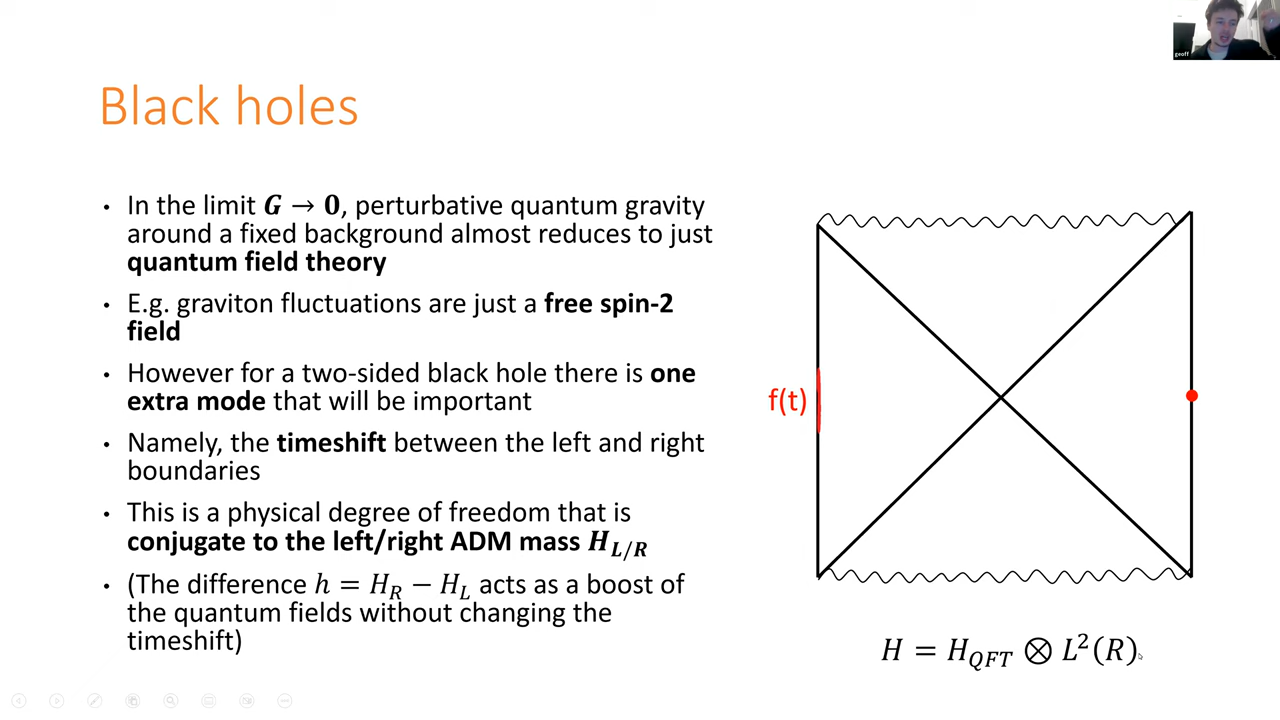 geoff
Black holes
• In the limit G → 0, perturbative quantum gravity
around a fixed background almost reduces to just
quantum field theory
• E.g. graviton fluctuations are just a free spin-2
field
• However for a two-sided black hole there is one
extra mode that will be important
• Namely, the timeshift between the left and right
boundaries
• This is a physical degree of freedom that is
conjugate to the left/right ADM mass H_{L/R}
• (The difference h = H_R − H_L acts as a boost of
the quantum fields without changing the
timeshift)
f(t)
H = H_{QFT} ⊗ L²(R)